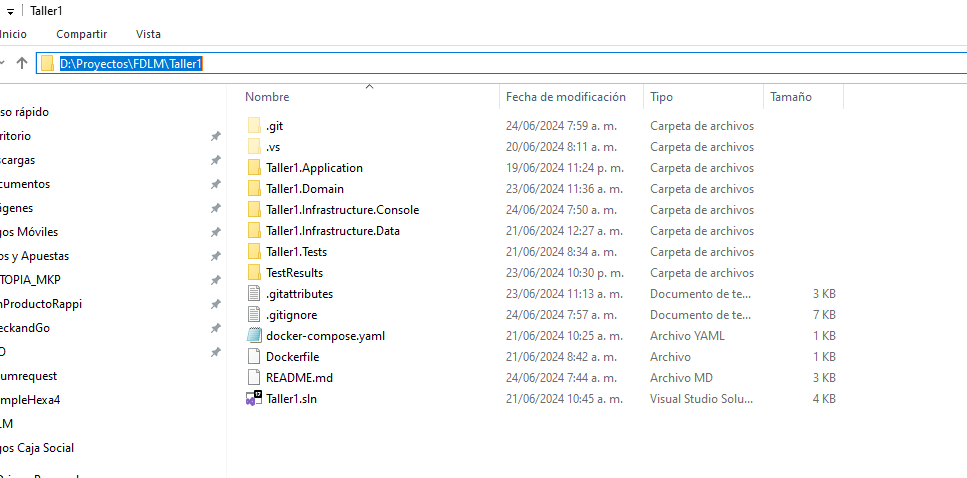 Taller1
Inicio Compartir Vista
D:\Proyectos\FDLM\Taller1
Nombre Fecha de modificación Tipo Tamaño
so rápido
ritorio
scargas
ocumentos
ágenes
gos Móviles
os y Apuestas
TOPIA_MKP
nProductoRappi
eckandGo
O
umrequest
mpleHexa4
LM
gos Caja Social
.git 24/06/2024 7:59 a. m. Carpeta de archivos
.vs 20/06/2024 8:11 a. m. Carpeta de archivos
Taller1.Application 19/06/2024 11:24 p. m. Carpeta de archivos
Taller1.Domain 23/06/2024 11:36 a. m. Carpeta de archivos
Taller1.Infrastructure.Console 24/06/2024 7:50 a. m. Carpeta de archivos
Taller1.Infrastructure.Data 21/06/2024 12:27 a. m. Carpeta de archivos
Taller1.Tests 21/06/2024 8:34 a. m. Carpeta de archivos
TestResults 23/06/2024 10:30 p. m. Carpeta de archivos
.gitattributes 23/06/2024 11:13 a. m. Documento de te... 3 KB
.gitignore 24/06/2024 7:57 a. m. Documento de te... 7 KB
docker-compose.yaml 21/06/2024 10:25 a. m. Archivo YAML 1 KB
Dockerfile 21/06/2024 8:42 a. m. Archivo 1 KB
README.md 24/06/2024 7:44 a. m. Archivo MD 3 KB
Taller1.sln 21/06/2024 10:45 a. m. Visual Studio Solu... 4 KB